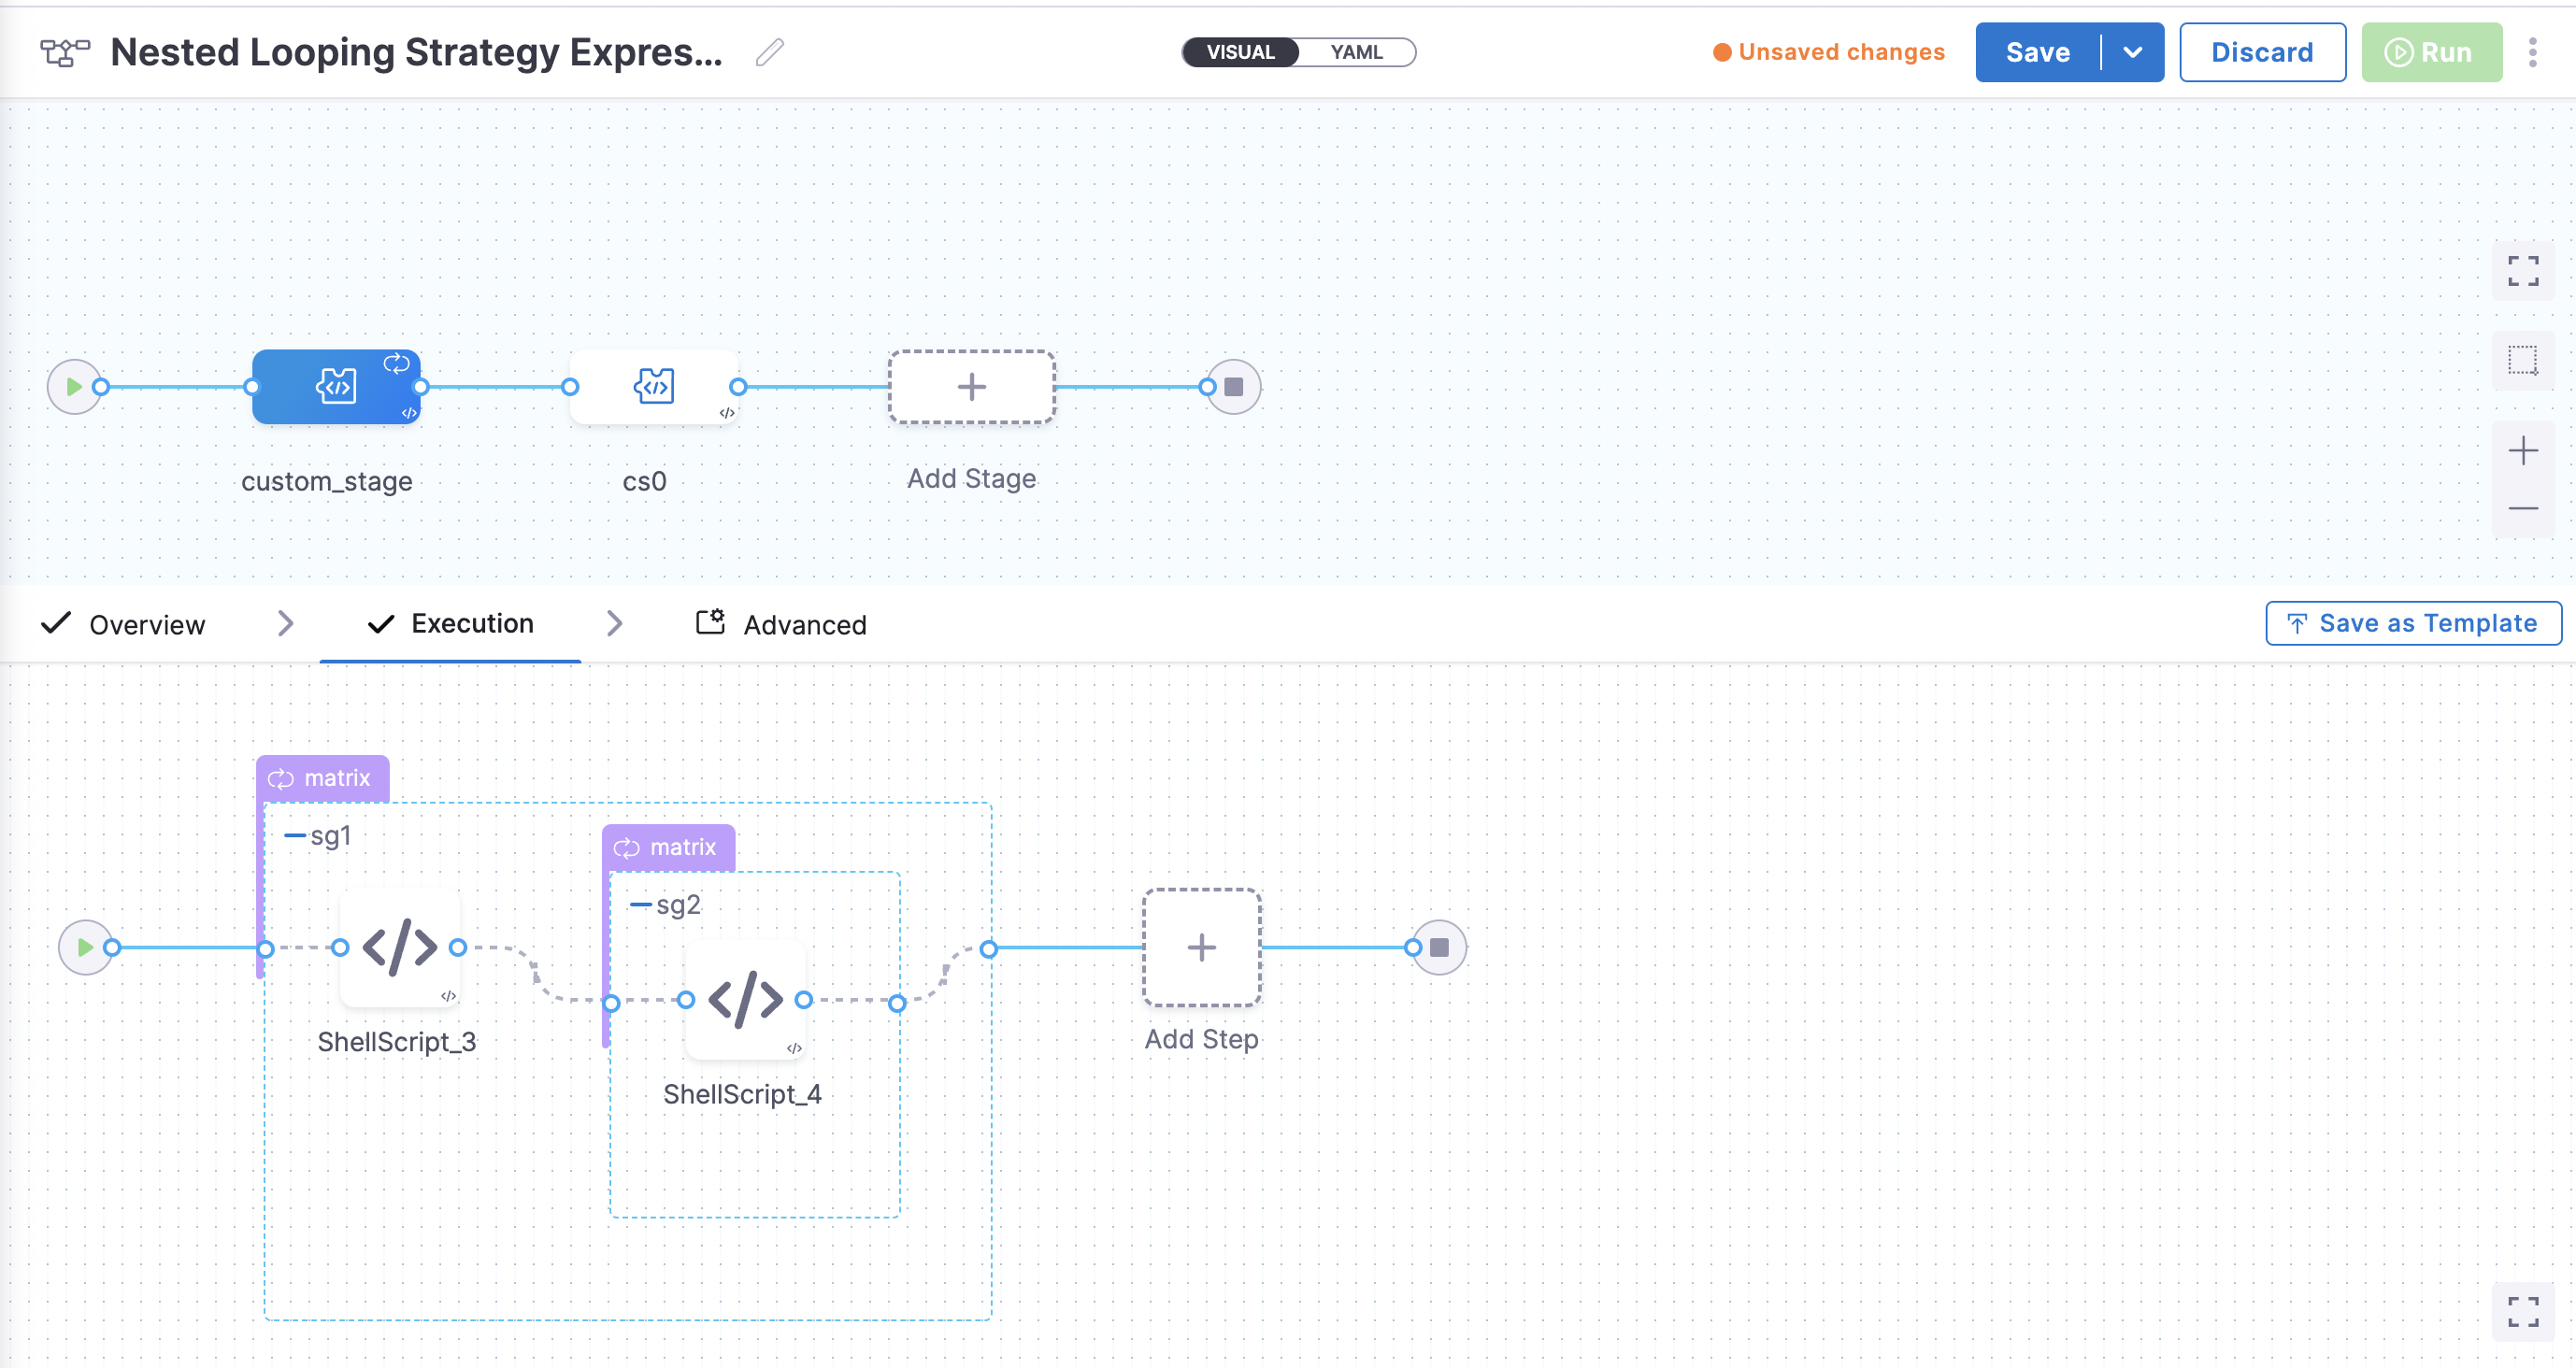 Nested Looping Strategy Expres...
VISUAL
YAML
Unsaved changes
Save
Discard
Run
custom_stage
cs0
Add Stage
Overview
Execution
Advanced
Save as Template
matrix
sg1
matrix
sg2
ShellScript_3
ShellScript_4
Add Step